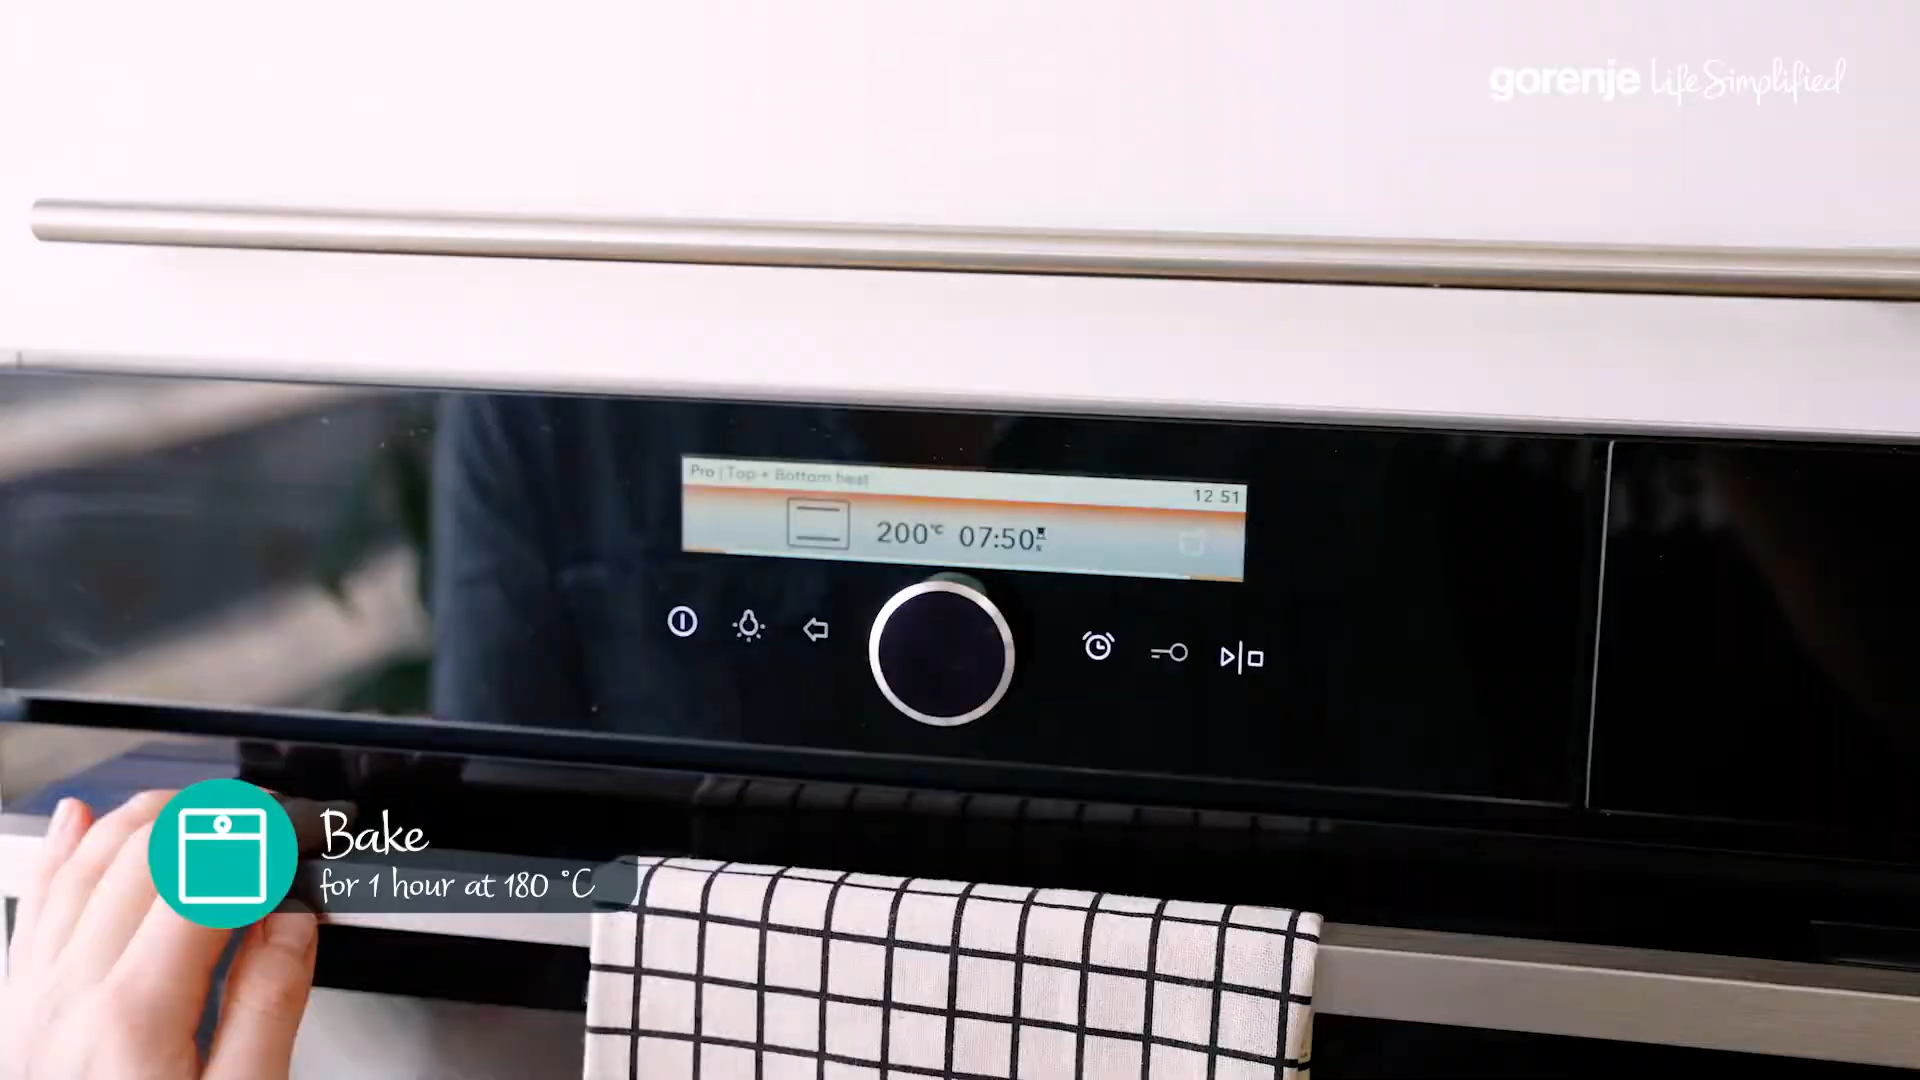 gorenje Life Simplified
Pro | Top + Bottom heat
12 51
200°C 07:50
Bake
for 1 hour at 180 °C